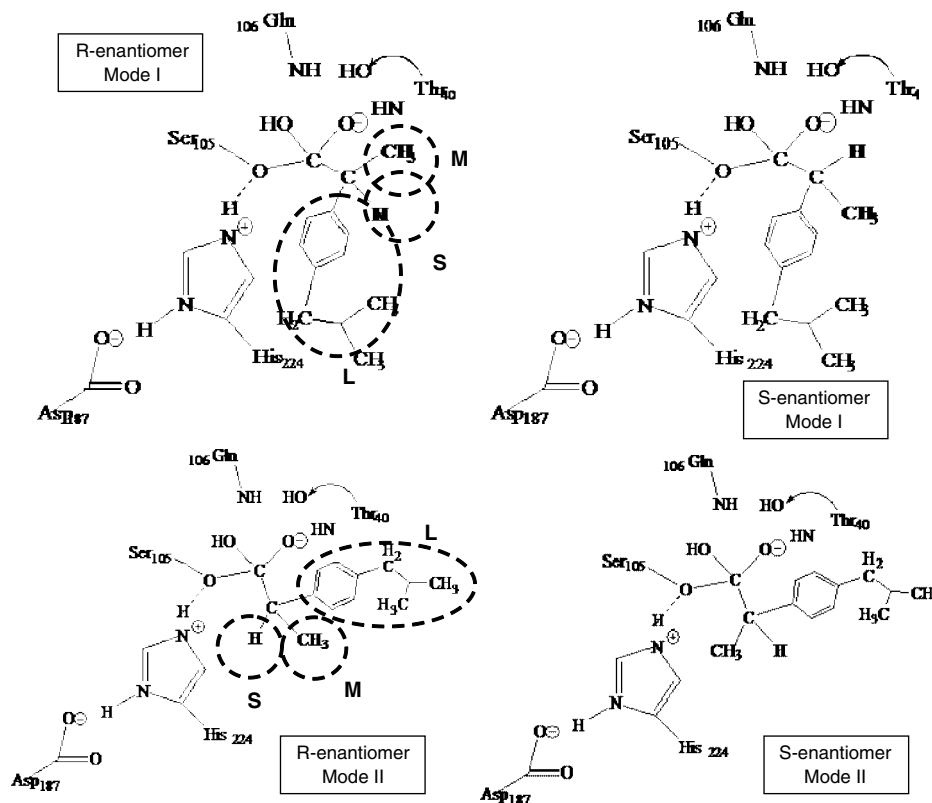 R-enantiomer
Mode I
106 Gln
NH HO
Thr40
HN
HO O⊖
Ser105
O C CH3 M
C
H H
S
N⊕
N
H
H2C CH3
CH3
L
O⊖
His224
O
Asp187
106 Gln
NH HO
Thr4
HN
HO O⊖
Ser105
O C H
C
H CH3
N⊕
N
H
H2C CH3
CH3
O⊖
His 224
O
Asp187
S-enantiomer
Mode I
106 Gln
NH HO
Thr40
HN
L
HO O⊖
H2
C
Ser105
O C
CH3
H3C
H C
H CH3
N⊕
S M
N
H
O⊖
His 224
O
Asp187
R-enantiomer
Mode II
106 Gln
NH HO
Thr40
HN
HO O⊖
H2
C
Ser105
O C
CH
H3C
H C
CH3 H
N⊕
N
H
O⊖
His 224
O
Asp187
S-enantiomer
Mode II